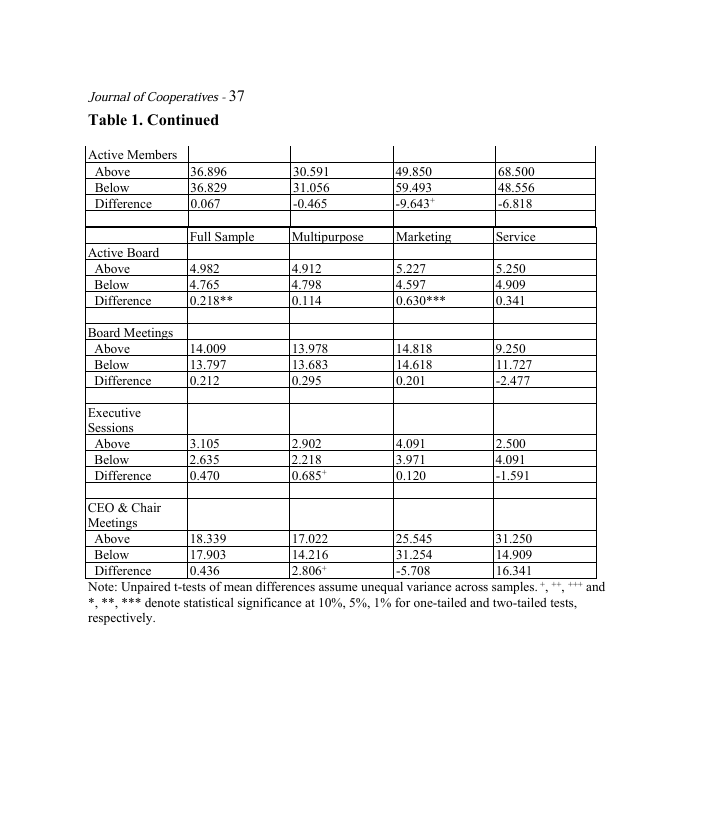 Journal of Cooperatives - 37
Table 1. Continued
Active Members
Above 36.896 30.591 49.850 68.500
Below 36.829 31.056 59.493 48.556
Difference 0.067 -0.465 -9.643⁺ -6.818
Full Sample Multipurpose Marketing Service
Active Board
Above 4.982 4.912 5.227 5.250
Below 4.765 4.798 4.597 4.909
Difference 0.218** 0.114 0.630*** 0.341
Board Meetings
Above 14.009 13.978 14.818 9.250
Below 13.797 13.683 14.618 11.727
Difference 0.212 0.295 0.201 -2.477
Executive
Sessions
Above 3.105 2.902 4.091 2.500
Below 2.635 2.218 3.971 4.091
Difference 0.470 0.685⁺ 0.120 -1.591
CEO & Chair
Meetings
Above 18.339 17.022 25.545 31.250
Below 17.903 14.216 31.254 14.909
Difference 0.436 2.806⁺ -5.708 16.341
Note: Unpaired t-tests of mean differences assume unequal variance across samples. ⁺, ⁺⁺, ⁺⁺⁺ and
*, **, *** denote statistical significance at 10%, 5%, 1% for one-tailed and two-tailed tests,
respectively.